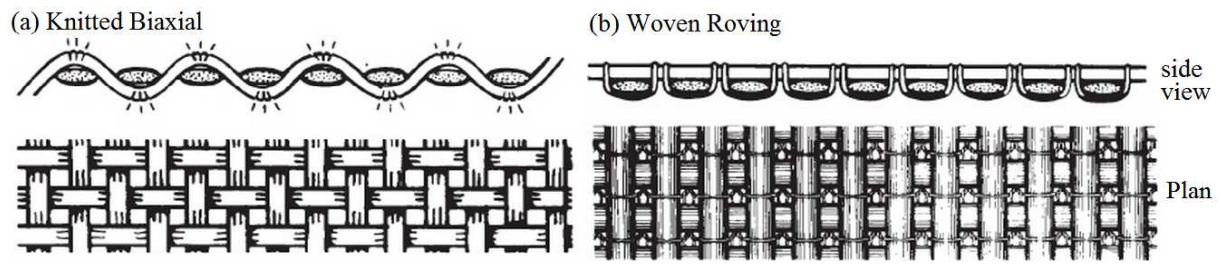 (a) Knitted Biaxial
(b) Woven Roving
side
view
Plan